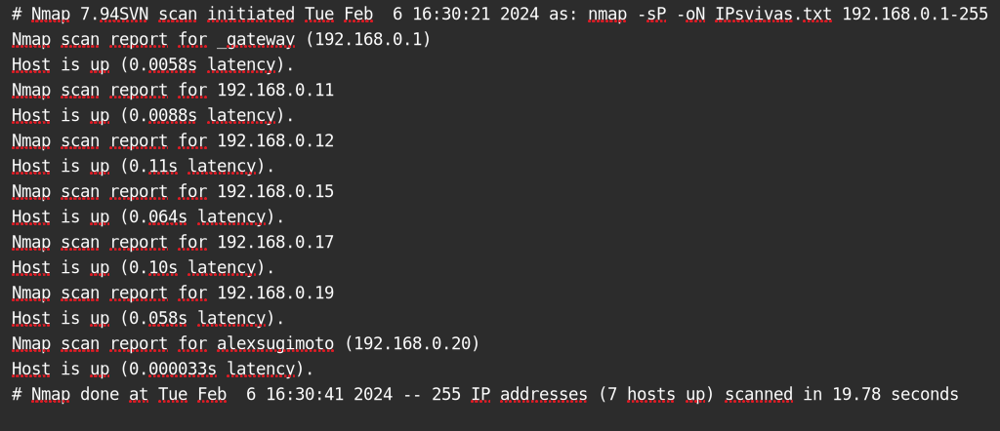 # Nmap 7.94SVN scan initiated Tue Feb  6 16:30:21 2024 as: nmap -sP -oN IPsvivas.txt 192.168.0.1-255
Nmap scan report for _gateway (192.168.0.1)
Host is up (0.0058s latency).
Nmap scan report for 192.168.0.11
Host is up (0.0088s latency).
Nmap scan report for 192.168.0.12
Host is up (0.11s latency).
Nmap scan report for 192.168.0.15
Host is up (0.064s latency).
Nmap scan report for 192.168.0.17
Host is up (0.10s latency).
Nmap scan report for 192.168.0.19
Host is up (0.058s latency).
Nmap scan report for alexsugimoto (192.168.0.20)
Host is up (0.000033s latency).
# Nmap done at Tue Feb  6 16:30:41 2024 -- 255 IP addresses (7 hosts up) scanned in 19.78 seconds